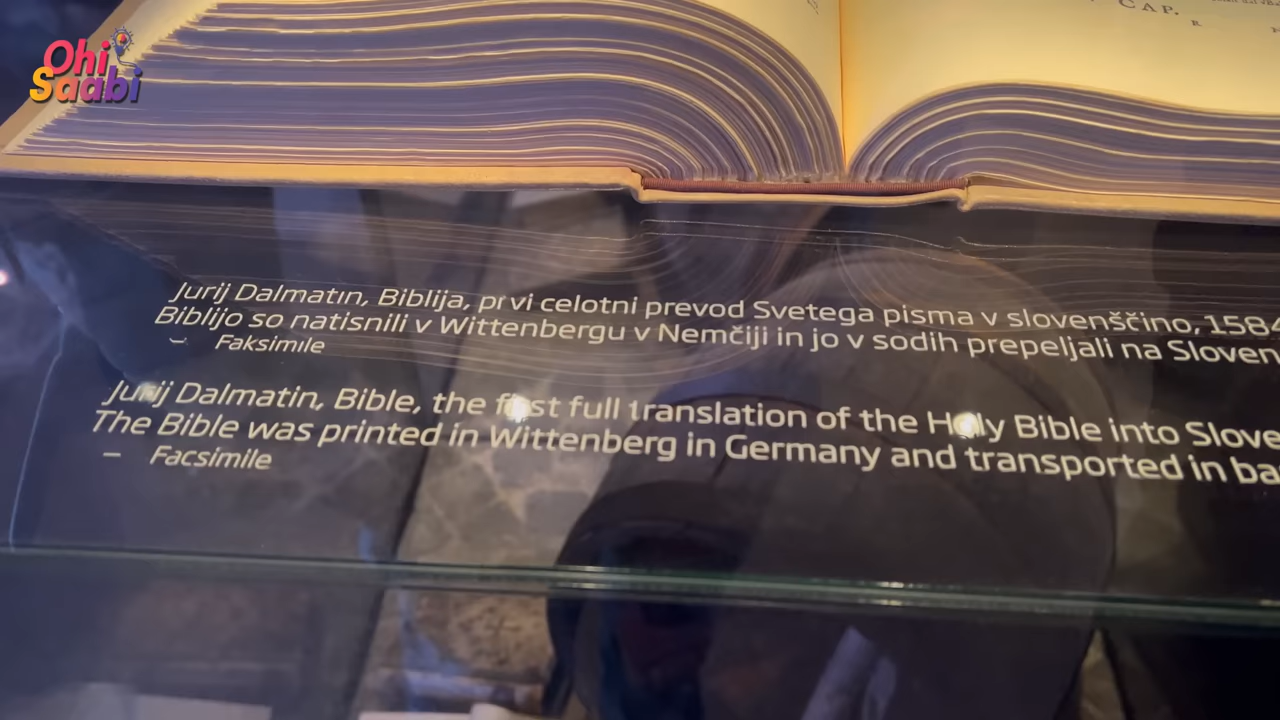 Ohi
Saabi
CAP.
Jurij Dalmatin, Biblija, prvi celotni prevod Svetega pisma v slovenščino, 1584
Biblijo so natisnili v Wittenbergu v Nemčiji in jo v sodih prepeljali na Sloven
– Faksimile
Jurij Dalmatin, Bible, the first full translation of the Holy Bible into Slove
The Bible was printed in Wittenberg in Germany and transported in ba
– Facsimile